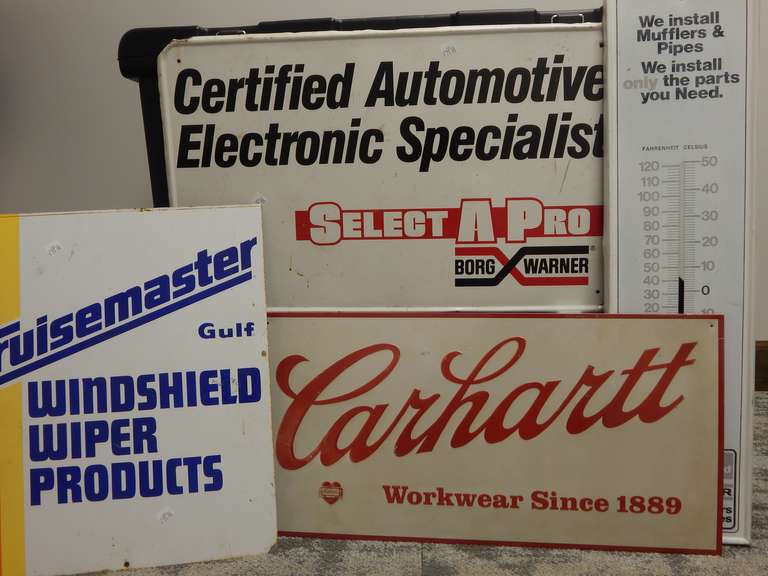 Certified Automotive
Electronic Specialist
SELECT A PRO
BORG WARNER
We install
Mufflers &
Pipes
We install
only the parts
you Need.
FAHRENHEIT CELSIUS
120 50
110
100 40
90
80 30
70
60 20
50
40 10
30 0
20
10
ruisemaster
Gulf
WINDSHIELD
WIPER
PRODUCTS
Carhartt
Workwear Since 1889